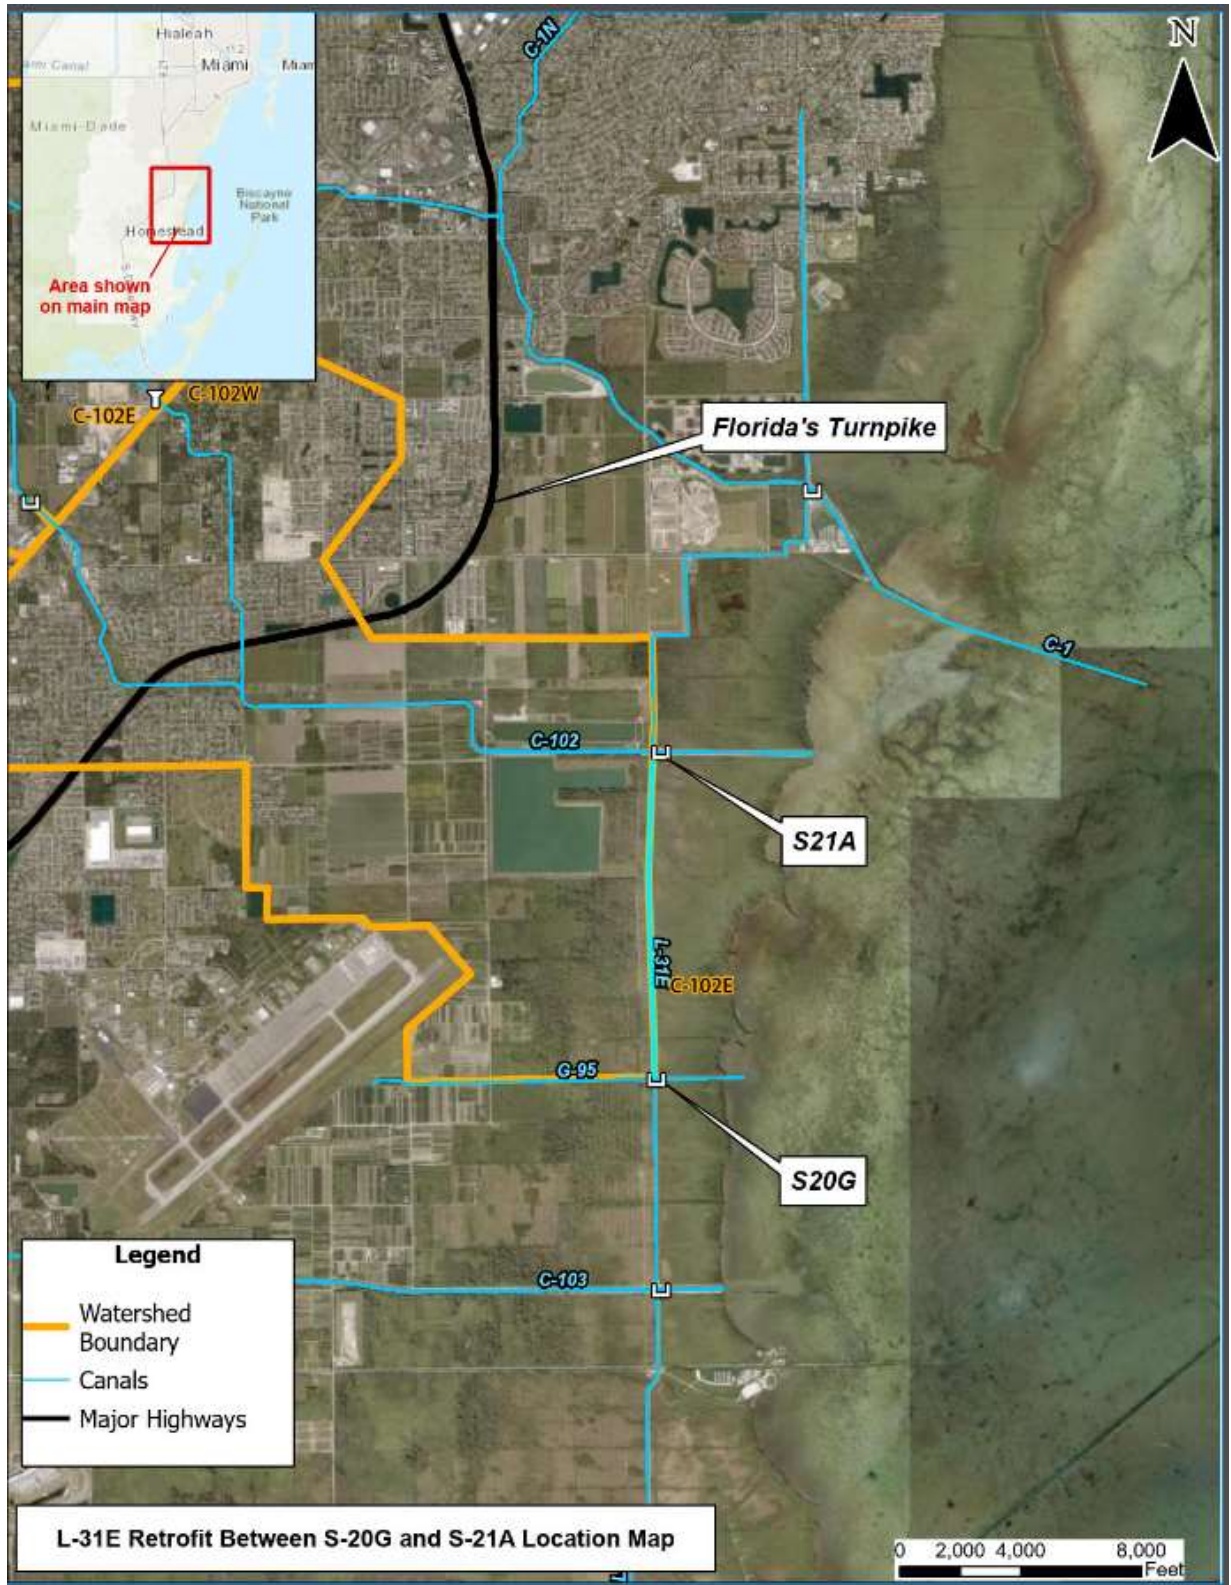 Hialeah
Miami
Miam
Miami-Dade
Biscayne
National
Park
Homestead
Area shown
on main map
N
C-1N
C-102W
C-102E
Florida's Turnpike
C-1
C-102
S21A
L-31E
C-102E
G-95
S20G
C-103
Legend
Watershed
Boundary
Canals
Major Highways
L-31E Retrofit Between S-20G and S-21A Location Map
0 2,000 4,000 8,000
Feet